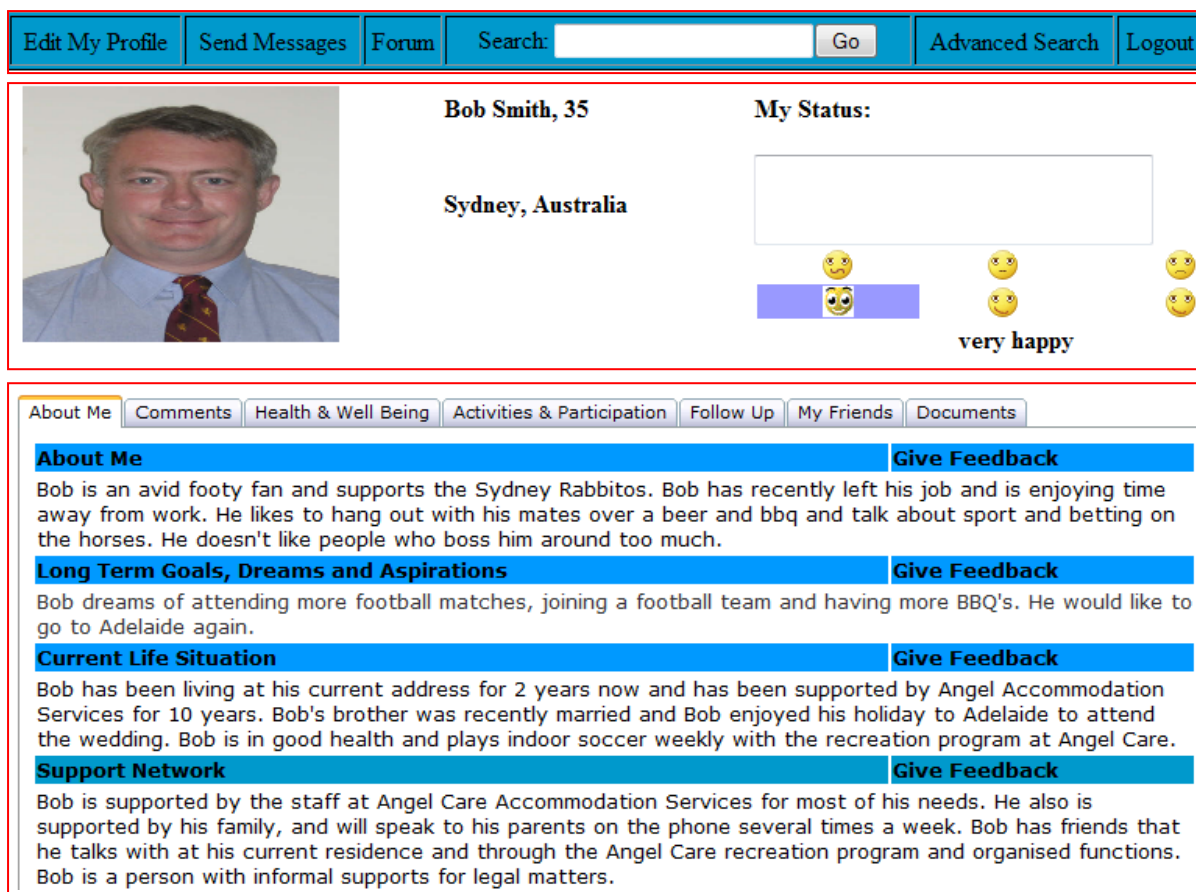 Edit My Profile Send Messages Forum Search: Go Advanced Search Logout
Bob Smith, 35 My Status:
Sydney, Australia
very happy
About Me Comments Health & Well Being Activities & Participation Follow Up My Friends Documents
About Me Give Feedback
Bob is an avid footy fan and supports the Sydney Rabbitos. Bob has recently left his job and is enjoying time
away from work. He likes to hang out with his mates over a beer and bbq and talk about sport and betting on
the horses. He doesn't like people who boss him around too much.
Long Term Goals, Dreams and Aspirations Give Feedback
Bob dreams of attending more football matches, joining a football team and having more BBQ's. He would like to
go to Adelaide again.
Current Life Situation Give Feedback
Bob has been living at his current address for 2 years now and has been supported by Angel Accommodation
Services for 10 years. Bob's brother was recently married and Bob enjoyed his holiday to Adelaide to attend
the wedding. Bob is in good health and plays indoor soccer weekly with the recreation program at Angel Care.
Support Network Give Feedback
Bob is supported by the staff at Angel Care Accommodation Services for most of his needs. He also is
supported by his family, and will speak to his parents on the phone several times a week. Bob has friends that
he talks with at his current residence and through the Angel Care recreation program and organised functions.
Bob is a person with informal supports for legal matters.